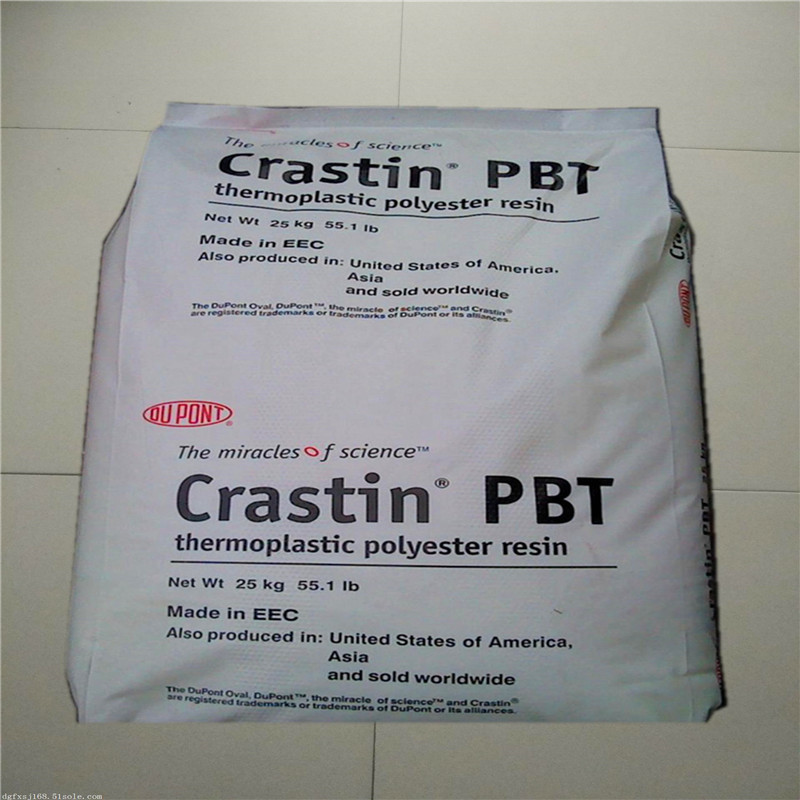 The miracles of science™
Crastin® PBT
thermoplastic polyester resin
Net Wt 25 kg 55.1 lb
Made in EEC
Also produced in: United States of America,
Asia
and sold worldwide
The DuPont Oval, DuPont™, the miracle of science™ and Crastin®
are registered trademarks or trademarks of DuPont or its alliances.
DUPONT®
The miracles of science™
Crastin® PBT
thermoplastic polyester resin
Net Wt 25 kg 55.1 lb
Made in EEC
Also produced in: United States of America,
Asia
and sold worldwide
The DuPont Oval, DuPont™, the miracle of science™ and Crastin®
are registered trademarks or trademarks of DuPont or its alliances.
PBT
dgfxsj168.51sole.com